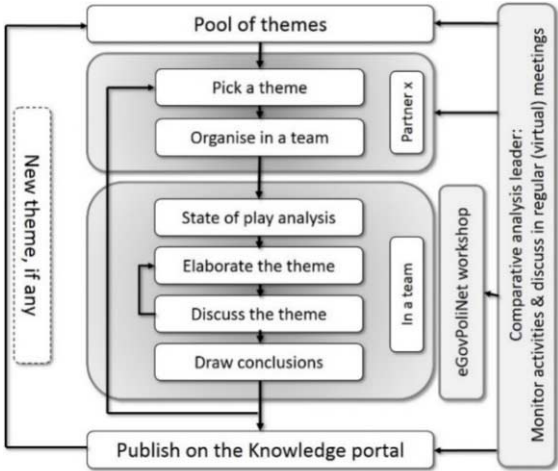 Pool of themes
Pick a theme
Organise in a team
Partner x
State of play analysis
Elaborate the theme
Discuss the theme
Draw conclusions
In a team
eGovPoliNet workshop
Publish on the Knowledge portal
New theme, if any
Comparative analysis leader:
Monitor activities & discuss in regular (virtual) meetings